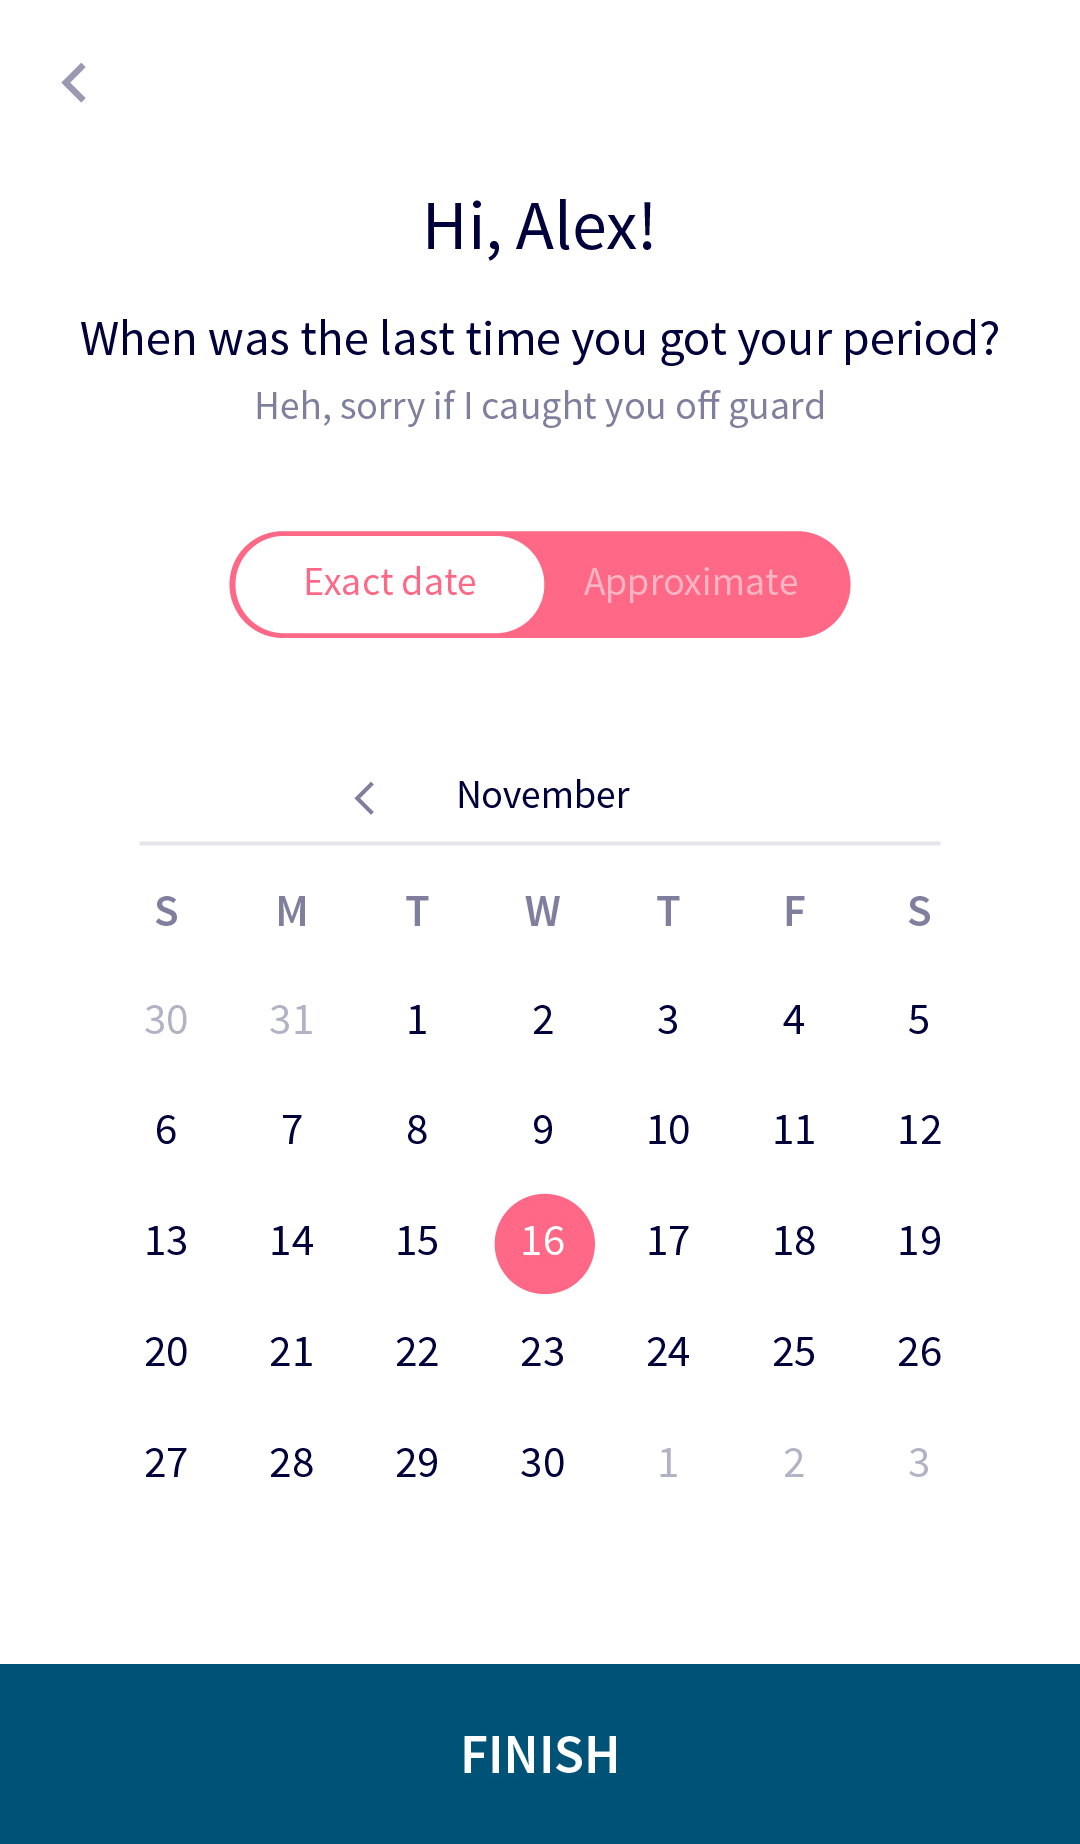 Hi, Alex!
When was the last time you got your period?
Heh, sorry if I caught you off guard
Exact date Approximate
November
S M T W T F S
30 31 1 2 3 4 5
6 7 8 9 10 11 12
13 14 15 16 17 18 19
20 21 22 23 24 25 26
27 28 29 30 1 2 3
FINISH